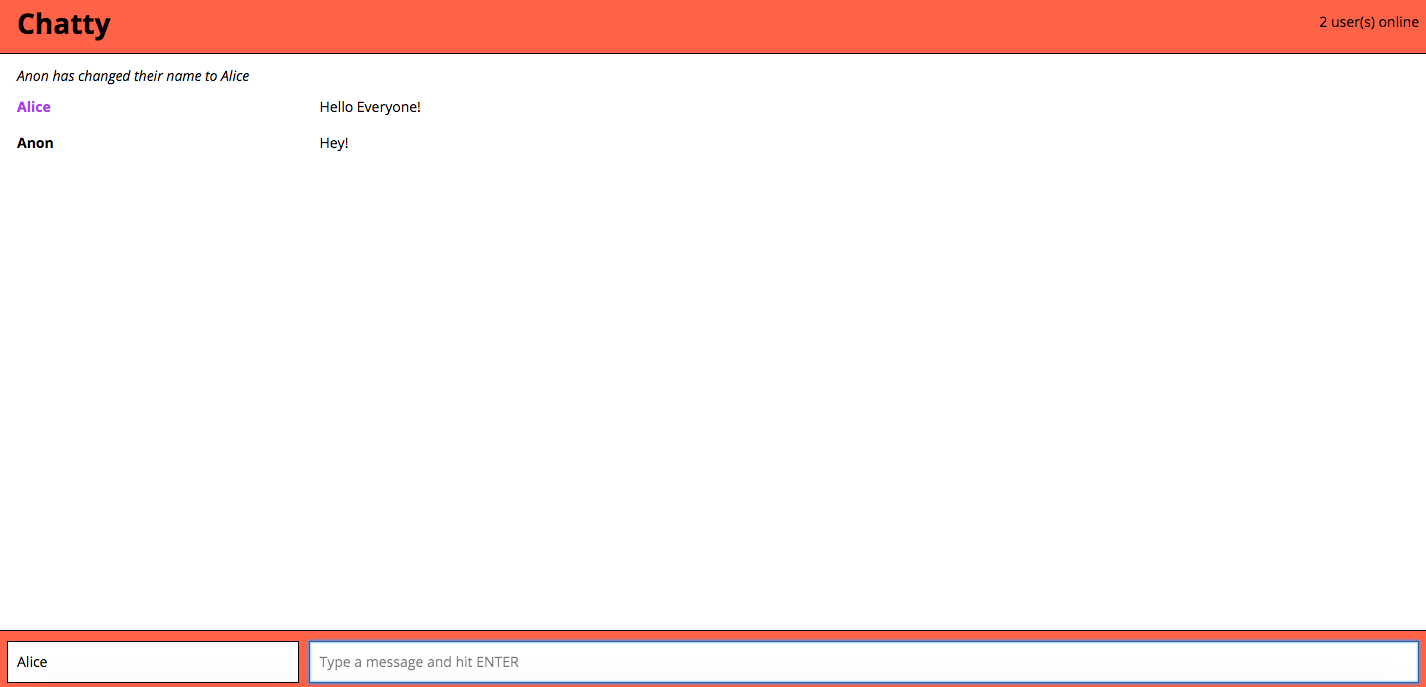 Chatty
2 user(s) online
Anon has changed their name to Alice
Alice Hello Everyone!
Anon Hey!
Alice Type a message and hit ENTER